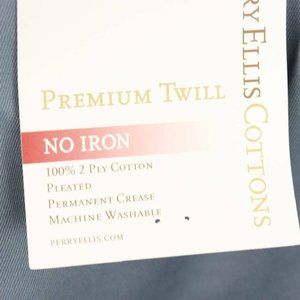 PREMIUM TWILL
NO IRON
100% 2 PLY COTTON
PLEATED
PERMANENT CREASE
MACHINE WASHABLE
PERRYELLIS.COM
RRY ELLIS COTTONS